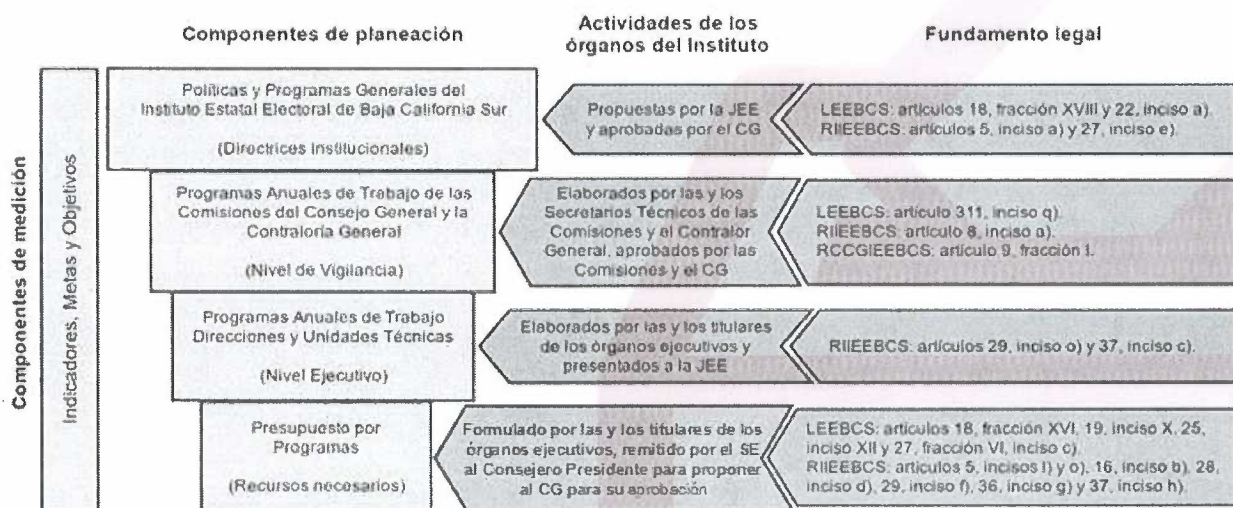 Componentes de planeación
Actividades de los
órganos del Instituto
Fundamento legal
Componentes de medición
Indicadores, Metas y Objetivos
Políticas y Programas Generales del
Instituto Estatal Electoral de Baja California Sur
(Directrices Institucionales)
Propuestas por la JEE
y aprobadas por el CG
LEEBCS: artículos 18, fracción XVIII y 22, inciso a).
RIIEEBCS: artículos 5, inciso a) y 27, inciso e).
Programas Anuales de Trabajo de las
Comisiones del Consejo General y la
Contraloría General
(Nivel de Vigilancia)
Elaborados por las y los
Secretarios Técnicos de las
Comisiones y el Contralor
General, aprobados por las
Comisiones y el CG
LEEBCS: artículo 311, inciso q).
RIIEEBCS: artículo 8, inciso a).
RCCGIEEBCS: artículo 9, fracción I.
Programas Anuales de Trabajo
Direcciones y Unidades Técnicas
(Nivel Ejecutivo)
Elaborados por las y los titulares
de los órganos ejecutivos y
presentados a la JEE
RIIEEBCS: artículos 29, inciso o) y 37, inciso c).
Presupuesto por
Programas
(Recursos necesarios)
Formulado por las y los titulares de los
órganos ejecutivos, remitido por el SE
al Consejero Presidente para proponer
al CG para su aprobación
LEEBCS: artículos 18, fracción XVI, 19, inciso X, 25,
inciso XII y 27, fracción VI, inciso c).
RIIEEBCS: artículos 5, incisos l) y o), 16, inciso b), 28,
inciso d), 29, inciso f), 36, inciso g) y 37, inciso h).